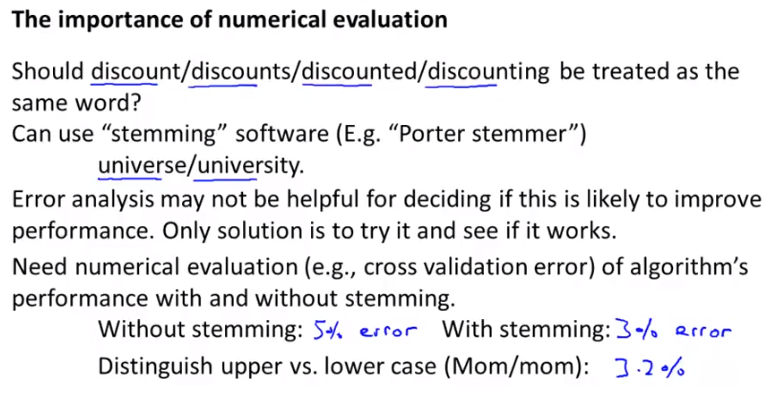 The importance of numerical evaluation
Should discount/discounts/discounted/discounting be treated as the
same word?
Can use “stemming” software (E.g. “Porter stemmer”)
universe/university.
Error analysis may not be helpful for deciding if this is likely to improve
performance. Only solution is to try it and see if it works.
Need numerical evaluation (e.g., cross validation error) of algorithm’s
performance with and without stemming.
Without stemming: 5% error With stemming: 3% error
Distinguish upper vs. lower case (Mom/mom): 3.2%